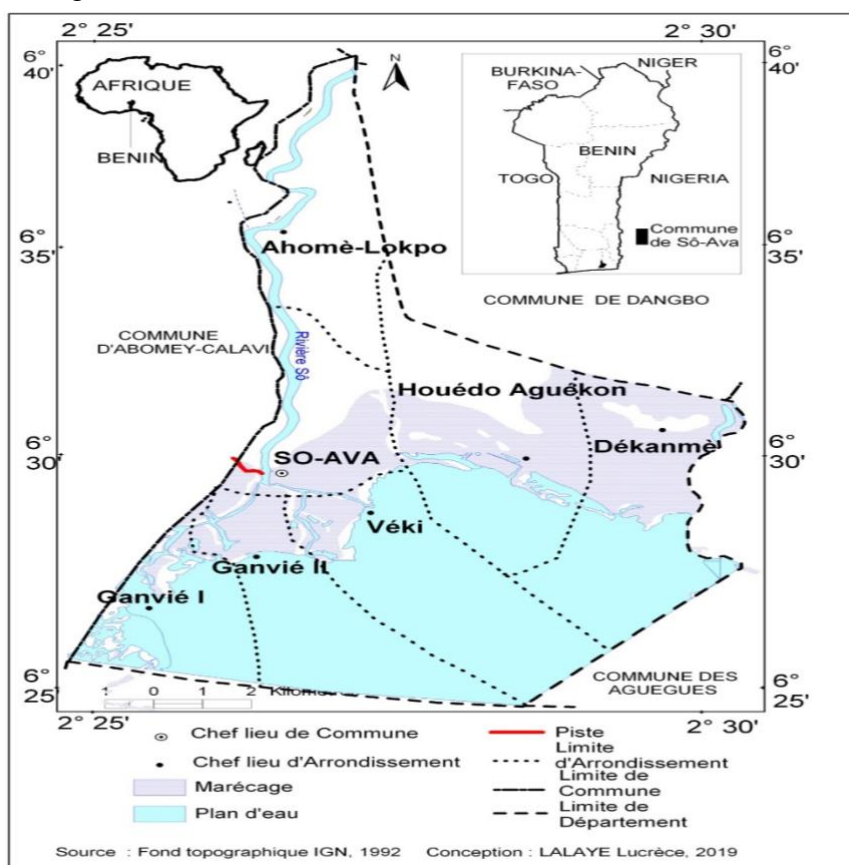 2° 25'
2° 30'
6°
40'
6°
40'
AFRIQUE
BENIN
N
BURKINA-
FASO
NIGER
BENIN
TOGO
NIGERIA
Commune
de Sô-Ava
6°
35'
6°
35'
Ahomè-Lokpo
COMMUNE DE DANGBO
COMMUNE
D'ABOMEY-CALAVI
Rivière Sô
Houédo Aguékon
Dékanmè
6°
30'
6°
30'
SO-AVA
Véki
Ganvié II
Ganvié I
COMMUNE DES
AGUEGUES
6°
25'
6°
25'
1 0 1 2
2° 25'
2° 30'
Chef lieu de Commune
Chef lieu d'Arrondissement
Marécage
Plan d'eau
Piste
Limite
d'Arrondissement
Limite de
Commune
Limite de
Département
Source : Fond topographique IGN, 1992 Conception : LALAYE Lucrèce, 2019